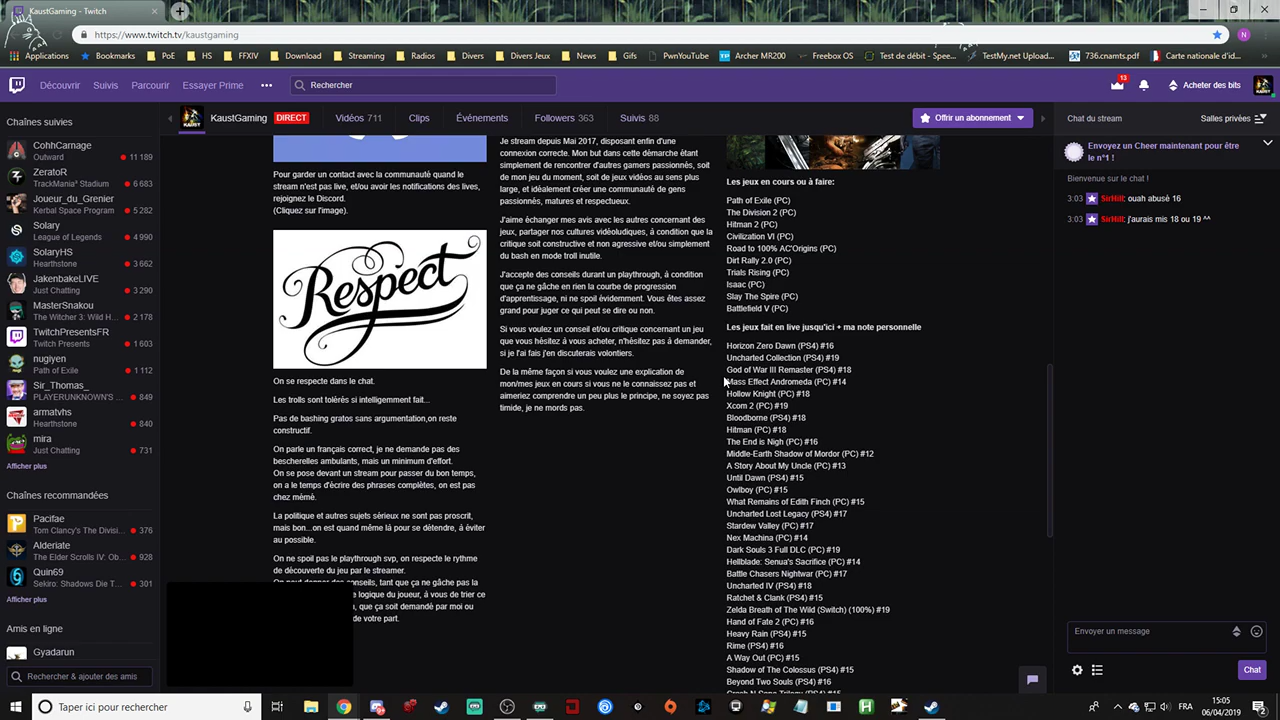 KaustGaming - Twitch
https://www.twitch.tv/kaustgaming
N
Applications
Bookmarks
PoE
HS
FFXIV
Download
Streaming
Radios
Divers
Divers Jeux
News
Gifs
PwnYouTube
Archer MR200
Freebox OS
Test de débit - Spee...
TestMy.net Upload...
736.cnamts.pdf
Carte nationale d'id...
Découvrir
Suivis
Parcourir
Essayer Prime
Rechercher
13
Acheter des bits
Chaînes suivies
CohhCarnage
Outward
11 189
ZeratoR
TrackMania² Stadium
6 683
Joueur_du_Grenier
Kerbal Space Program
5 282
Solary
League of Legends
4 990
SolaryHS
Hearthstone
3 662
JakenbakeLIVE
Just Chatting
3 290
MasterSnakou
The Witcher 3: Wild H...
2 178
TwitchPresentsFR
Twitch Presents
1 603
nugiyen
Path of Exile
1 112
Sir_Thomas_
PLAYERUNKNOWN'S ...
849
armatvhs
Hearthstone
840
mira
Just Chatting
731
Afficher plus
Chaînes recommandées
Pacifae
Tom Clancy's The Divisi...
376
Alderiate
The Elder Scrolls IV: Ob...
928
Quin69
Sekiro: Shadows Die T...
301
Afficher plus
Amis en ligne
Gyadarun
Rechercher & ajouter des amis
KaustGaming
DIRECT
Vidéos 711
Clips
Événements
Followers 363
Suivis 88
Offrir un abonnement
Pour garder un contact avec la communauté quand le
stream n'est pas live, et/ou avoir les notifications des lives,
rejoignez le Discord.
(Cliquez sur l'image).
Respect
On se respecte dans le chat.
Les trolls sont tolérés si intelligemment fait...
Pas de bashing gratos sans argumentation,on reste
constructif.
On parle un français correct, je ne demande pas des
bescherelles ambulants, mais un minimum d'effort.
On se pose devant un stream pour passer du bon temps,
on a le temps d'écrire des phrases complètes, on est pas
chez mémé.
La politique et autres sujets sérieux ne sont pas proscrit,
mais bon...on est quand même là pour se détendre, à éviter
au possible.
On ne spoil pas le playthrough svp, on respecte le rythme
de découverte du jeu par le streamer.
On peut donner des conseils, tant que ça ne gâche pas la
logique du joueur, à vous de trier ce
que ça soit demandé par moi ou
de votre part.
Je stream depuis Mai 2017, disposant enfin d'une
connexion correcte. Mon but dans cette démarche étant
simplement de rencontrer d'autres gamers passionnés, soit
de mon jeu du moment, soit de jeux vidéos au sens plus
large, et idéalement créer une communauté de gens
passionnés, matures et respectueux.
J'aime échanger mes avis avec les autres concernant des
jeux, partager nos cultures vidéoludiques, à condition que la
critique soit constructive et non agressive et/ou simplement
du bash en mode troll inutile.
J'accepte des conseils durant un playthrough, à condition
que ça ne gâche en rien la courbe de progression
d'apprentissage, ni ne spoil évidemment. Vous êtes assez
grand pour juger ce qui peut se dire ou non.
Si vous voulez un conseil et/ou critique concernant un jeu
que vous hésitez à vous acheter, n'hésitez pas à demander,
si je l'ai fais j'en discuterais volontiers.
De la même façon si vous voulez une explication de
mon/mes jeux en cours si vous ne le connaissez pas et
aimeriez comprendre un peu plus le principe, ne soyez pas
timide, je ne mords pas.
Les jeux en cours ou à faire:
Path of Exile (PC)
The Division 2 (PC)
Hitman 2 (PC)
Civilization VI (PC)
Road to 100% AC'Origins (PC)
Dirt Rally 2.0 (PC)
Trials Rising (PC)
Isaac (PC)
Slay The Spire (PC)
Battlefield V (PC)
Les jeux fait en live jusqu'ici + ma note personnelle
Horizon Zero Dawn (PS4) #16
Uncharted Collection (PS4) #19
God of War III Remaster (PS4) #18
Mass Effect Andromeda (PC) #14
Hollow Knight (PC) #18
Xcom 2 (PC) #19
Bloodborne (PS4) #18
Hitman (PC) #18
The End is Nigh (PC) #16
Middle-Earth Shadow of Mordor (PC) #12
A Story About My Uncle (PC) #13
Until Dawn (PS4) #15
Owlboy (PC) #15
What Remains of Edith Finch (PC) #15
Uncharted Lost Legacy (PS4) #17
Stardew Valley (PC) #17
Nex Machina (PC) #14
Dark Souls 3 Full DLC (PC) #19
Hellblade: Senua's Sacrifice (PC) #14
Battle Chasers Nightwar (PC) #17
Uncharted IV (PS4) #18
Ratchet & Clank (PS4) #15
Zelda Breath of The Wild (Switch) (100%) #19
Hand of Fate 2 (PC) #16
Heavy Rain (PS4) #15
Rime (PS4) #16
A Way Out (PC) #15
Shadow of The Colossus (PS4) #15
Beyond Two Souls (PS4) #16
Crash N.Sane Trilogy (PS4) #15
Chat du stream
Salles privées
Envoyez un Cheer maintenant pour être
le n°1 !
Bienvenue sur le chat !
3:03 SirHill: ouah abusé 16
3:03 SirHill: j'aurais mis 18 ou 19 ^^
Envoyer un message
Chat
Taper ici pour rechercher
FRA
15:05
06/04/2019